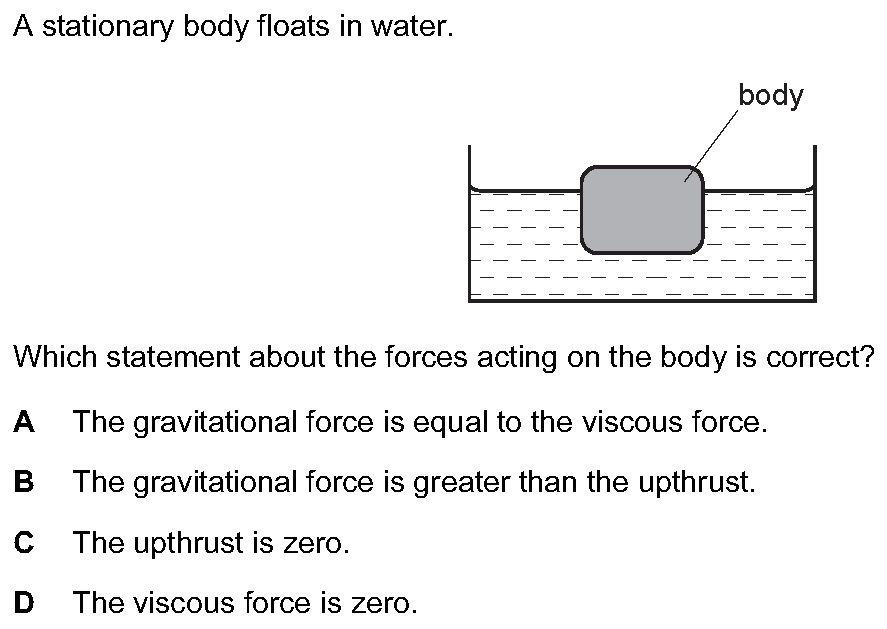 A stationary body floats in water.
body
Which statement about the forces acting on the body is correct?
A The gravitational force is equal to the viscous force.
B The gravitational force is greater than the upthrust.
C The upthrust is zero.
D The viscous force is zero.